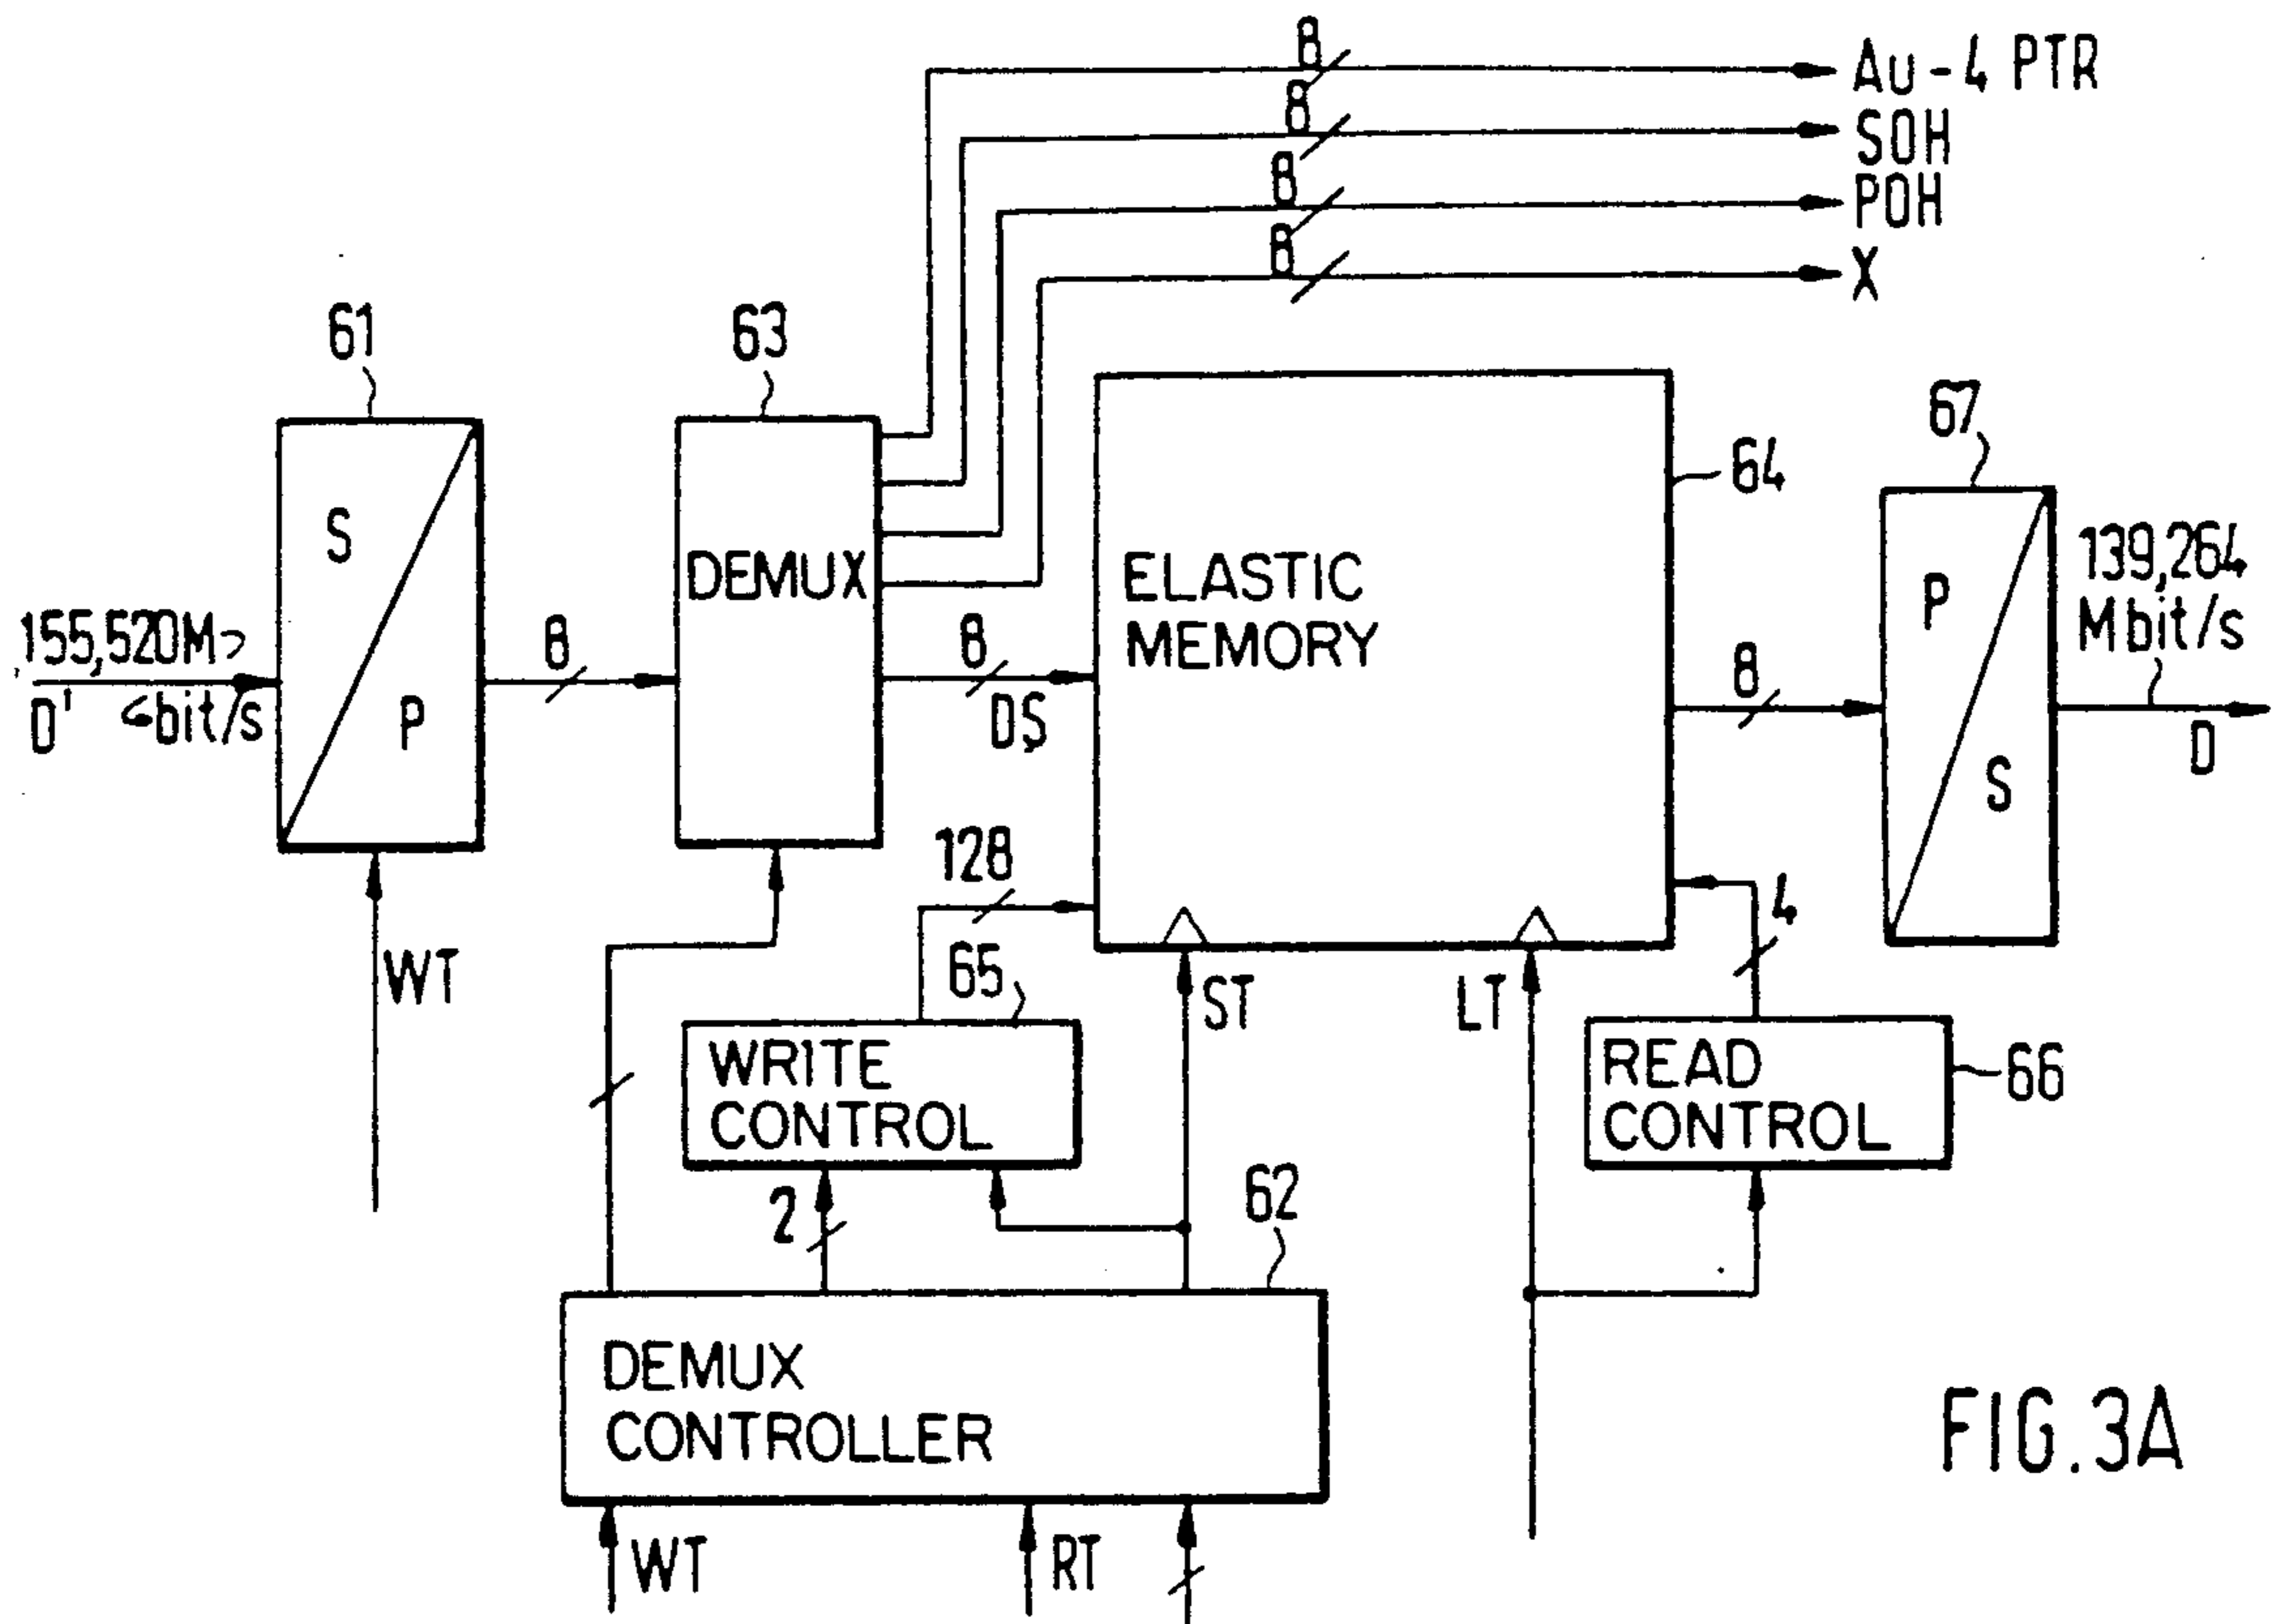 8
Au-4 PTR
8
SOH
8
POH
8
X
61
63
67
64
S
P
DEMUX
ELASTIC
MEMORY
P
S
155,520M
bit/s
D'
8
8
DS
8
139,264
Mbit/s
D
128
4
WT
65
ST
LT
WRITE
CONTROL
READ
CONTROL
66
2
62
DEMUX
CONTROLLER
FIG.3A
WT
RT